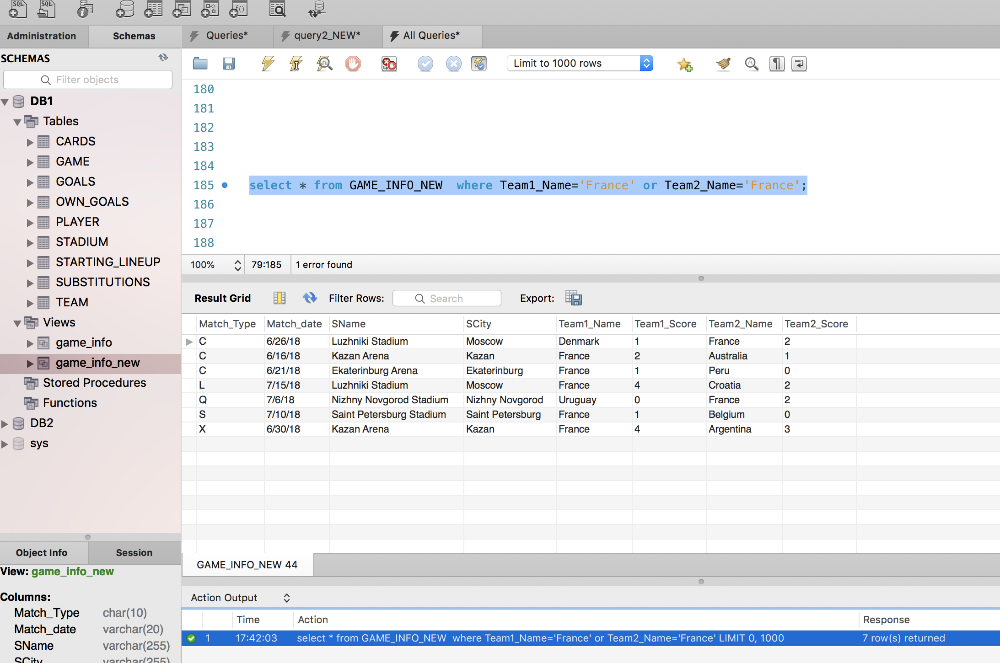 SQL SQL
Administration Schemas Queries* query2_NEW* All Queries*
SCHEMAS
Filter objects
Limit to 1000 rows
DB1
Tables
CARDS
GAME
GOALS
OWN_GOALS
PLAYER
STADIUM
STARTING_LINEUP
SUBSTITUTIONS
TEAM
Views
game_info
game_info_new
Stored Procedures
Functions
DB2
sys
180
181
182
183
184
185 select * from GAME_INFO_NEW  where Team1_Name='France' or Team2_Name='France';
186
187
188
100% 79:185 1 error found
Result Grid Filter Rows: Search Export:
Match_Type Match_date SName SCity Team1_Name Team1_Score Team2_Name Team2_Score
C 6/26/18 Luzhniki Stadium Moscow Denmark 1 France 2
C 6/16/18 Kazan Arena Kazan France 2 Australia 1
C 6/21/18 Ekaterinburg Arena Ekaterinburg France 1 Peru 0
L 7/15/18 Luzhniki Stadium Moscow France 4 Croatia 2
Q 7/6/18 Nizhny Novgorod Stadium Nizhny Novgorod Uruguay 0 France 2
S 7/10/18 Saint Petersburg Stadium Saint Petersburg France 1 Belgium 0
X 6/30/18 Kazan Arena Kazan France 4 Argentina 3
GAME_INFO_NEW 44
Object Info Session
View: game_info_new
Columns:
Match_Type char(10)
Match_date varchar(20)
SName varchar(255)
SCity varchar(255)
Action Output
Time Action Response
1 17:42:03 select * from GAME_INFO_NEW  where Team1_Name='France' or Team2_Name='France' LIMIT 0, 1000 7 row(s) returned